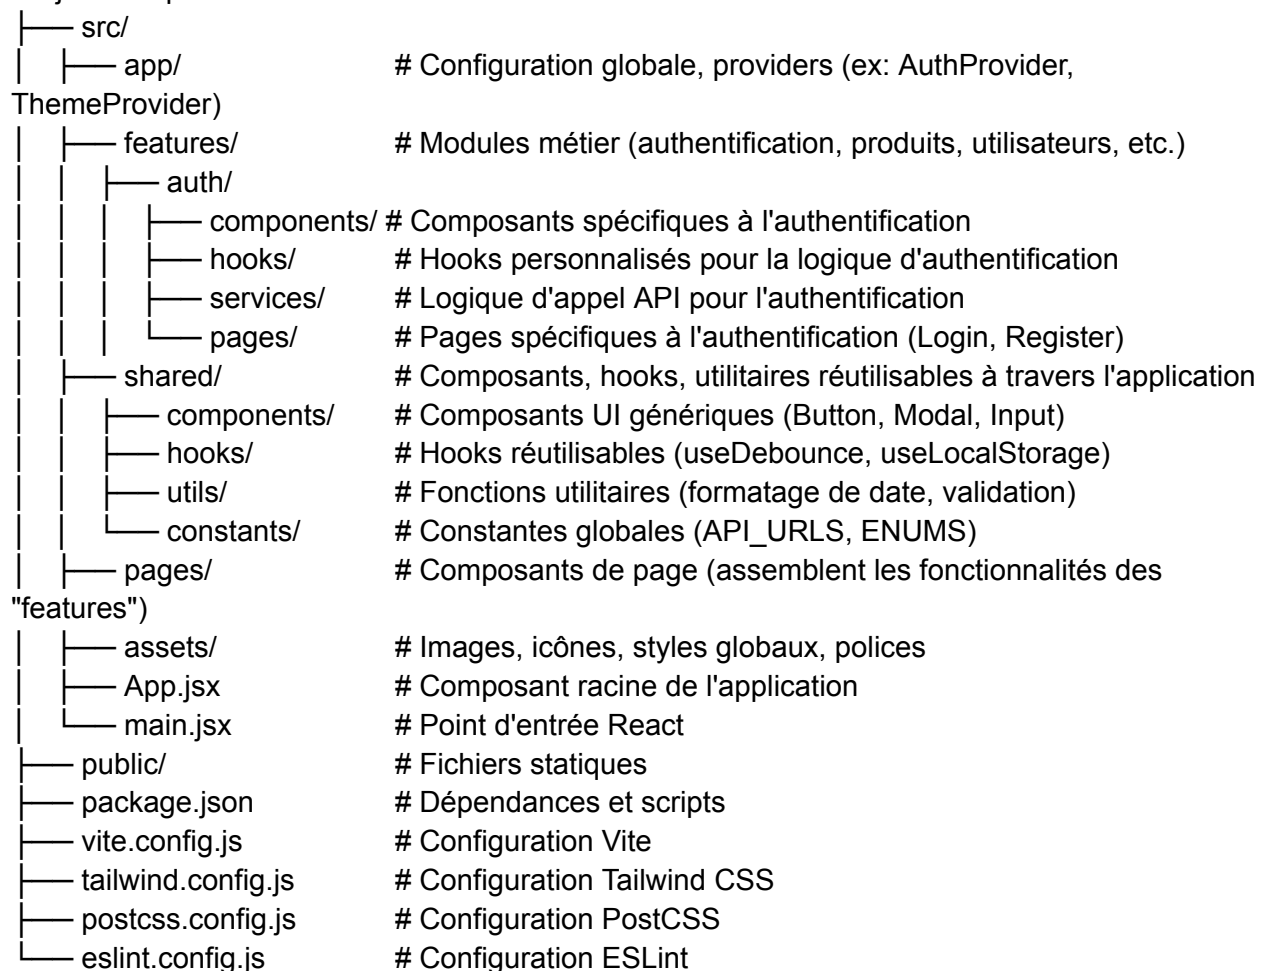 ├── src/
│   ├── app/                  # Configuration globale, providers (ex: AuthProvider,
ThemeProvider)
│   ├── features/             # Modules métier (authentification, produits, utilisateurs, etc.)
│   │   ├── auth/
│   │   │   ├── components/ # Composants spécifiques à l'authentification
│   │   │   ├── hooks/        # Hooks personnalisés pour la logique d'authentification
│   │   │   ├── services/     # Logique d'appel API pour l'authentification
│   │   │   └── pages/        # Pages spécifiques à l'authentification (Login, Register)
│   ├── shared/               # Composants, hooks, utilitaires réutilisables à travers l'application
│   │   ├── components/       # Composants UI génériques (Button, Modal, Input)
│   │   ├── hooks/            # Hooks réutilisables (useDebounce, useLocalStorage)
│   │   ├── utils/            # Fonctions utilitaires (formatage de date, validation)
│   │   └── constants/        # Constantes globales (API_URLS, ENUMS)
│   ├── pages/                # Composants de page (assemblent les fonctionnalités des
"features")
│   ├── assets/               # Images, icônes, styles globaux, polices
│   ├── App.jsx               # Composant racine de l'application
│   └── main.jsx              # Point d'entrée React
├── public/                   # Fichiers statiques
├── package.json              # Dépendances et scripts
├── vite.config.js            # Configuration Vite
├── tailwind.config.js        # Configuration Tailwind CSS
├── postcss.config.js         # Configuration PostCSS
└── eslint.config.js          # Configuration ESLint